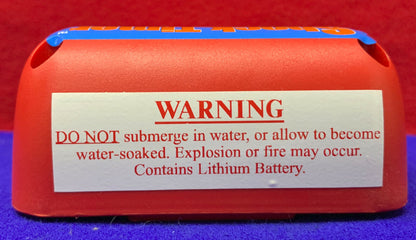 WARNING
DO NOT submerge in water, or allow to become
water-soaked. Explosion or fire may occur.
Contains Lithium Battery.